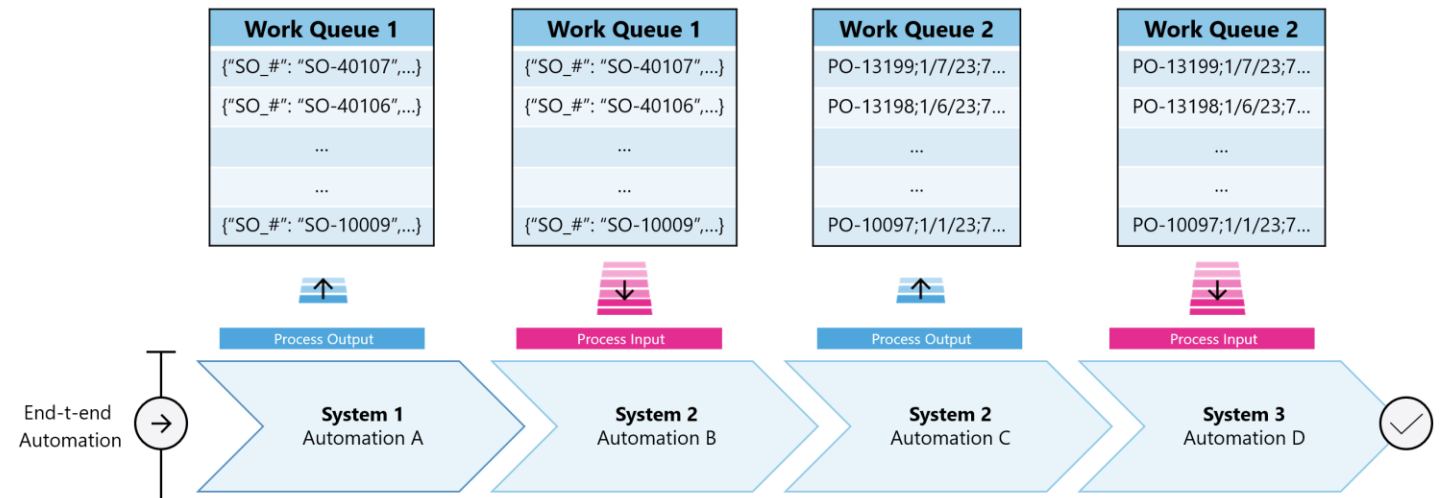 Work Queue 1
{“SO_#”: “SO-40107”,...}
{“SO_#”: “SO-40106”,...}
...
...
{“SO_#”: “SO-10009”,...}
Work Queue 1
{“SO_#”: “SO-40107”,...}
{“SO_#”: “SO-40106”,...}
...
...
{“SO_#”: “SO-10009”,...}
Work Queue 2
PO-13199;1/7/23;7...
PO-13198;1/6/23;7...
...
...
PO-10097;1/1/23;7...
Work Queue 2
PO-13199;1/7/23;7...
PO-13198;1/6/23;7...
...
...
PO-10097;1/1/23;7...
Process Output
Process Input
Process Output
Process Input
End-t-end
Automation
System 1
Automation A
System 2
Automation B
System 2
Automation C
System 3
Automation D